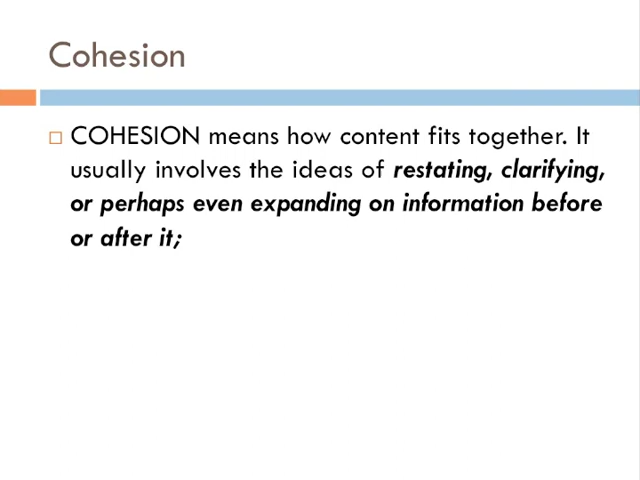 Cohesion
COHESION means how content fits together. It
usually involves the ideas of restating, clarifying,
or perhaps even expanding on information before
or after it;